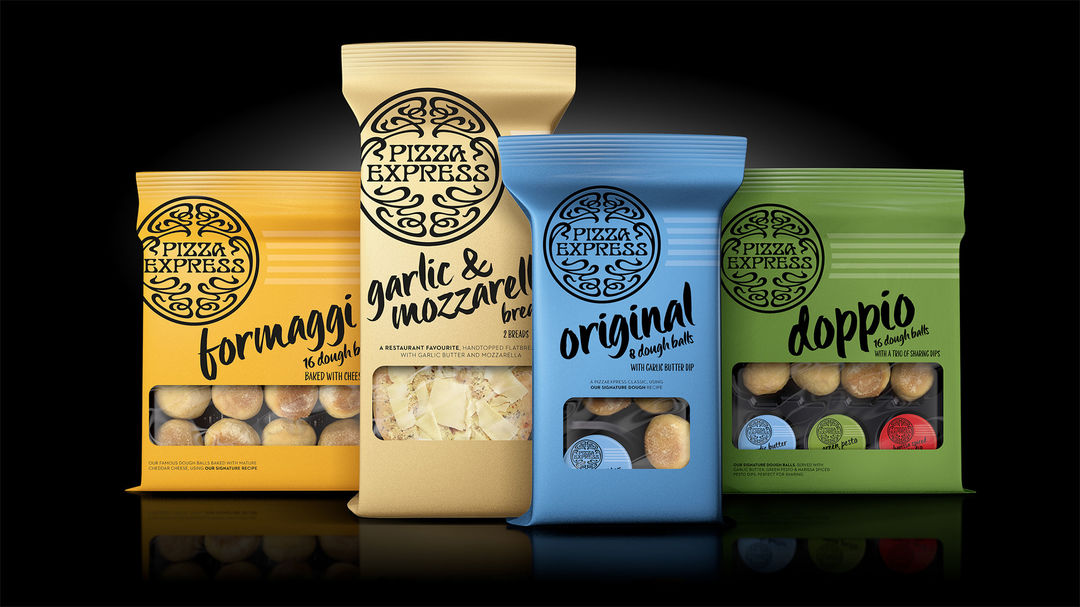 PIZZA
EXPRESS
formaggi
16 dough b
BAKED WITH CHEES
OUR FAMOUS DOUGH BALLS BAKED WITH MATURE
CHEDDAR CHEESE, USING OUR SIGNATURE RECIPE
PIZZA
EXPRESS
garlic &
mozzarell
brea
2 BREADS
A RESTAURANT FAVOURITE, HANDTOPPED FLATBREA
WITH GARLIC BUTTER AND MOZZARELLA
PIZZA
EXPRESS
original
8 dough balls
WITH GARLIC BUTTER DIP
A PIZZAEXPRESS CLASSIC, USING
OUR SIGNATURE DOUGH RECIPE
PIZZA
EXPRESS
doppio
16 dough balls
WITH A TRIO OF SHARING DIPS
butter
green pesto
OUR SIGNATURE DOUGH BALLS, SERVED WITH
GARLIC BUTTER, GREEN PESTO & HARISSA SPICED
PESTO DIPS, PERFECT FOR SHARING